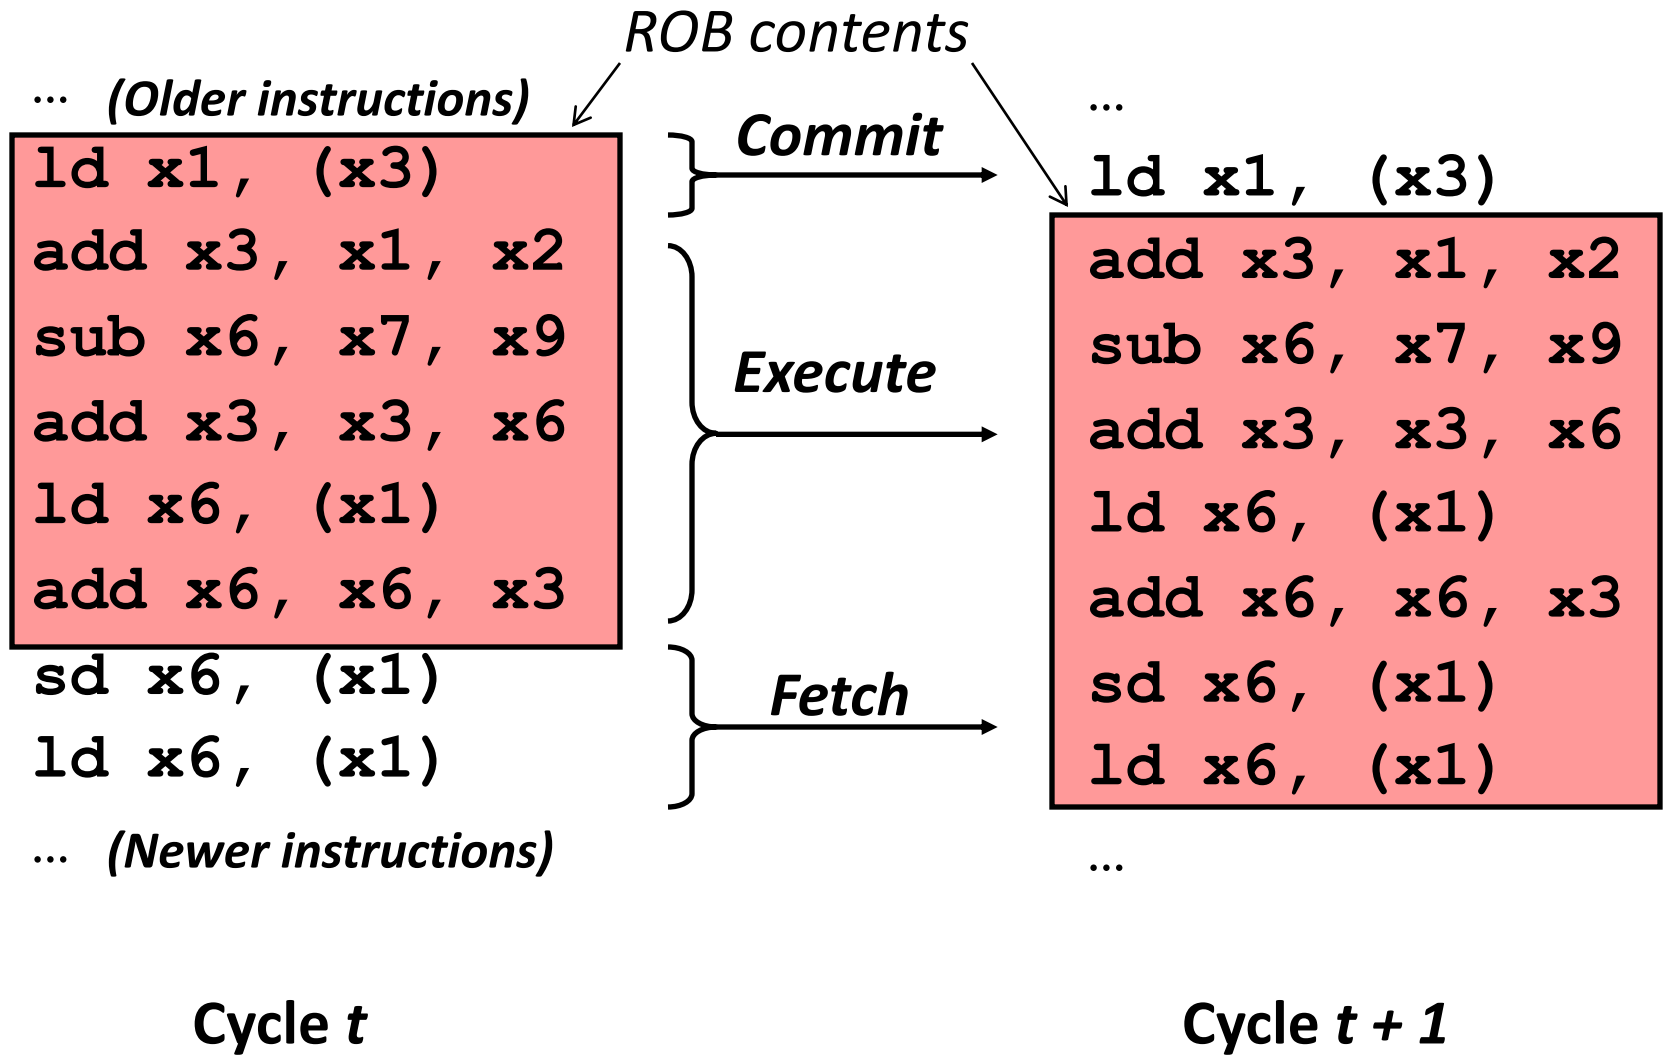 ROB contents
... (Older instructions)
ld x1, (x3)
add x3, x1, x2
sub x6, x7, x9
add x3, x3, x6
ld x6, (x1)
add x6, x6, x3
sd x6, (x1)
ld x6, (x1)
... (Newer instructions)
Cycle t
Commit
Execute
Fetch
...
ld x1, (x3)
add x3, x1, x2
sub x6, x7, x9
add x3, x3, x6
ld x6, (x1)
add x6, x6, x3
sd x6, (x1)
ld x6, (x1)
...
Cycle t + 1